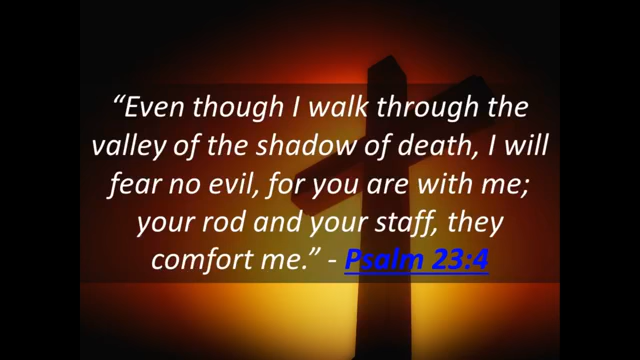 “Even though I walk through the
valley of the shadow of death, I will
fear no evil, for you are with me;
your rod and your staff, they
comfort me.” - Psalm 23:4